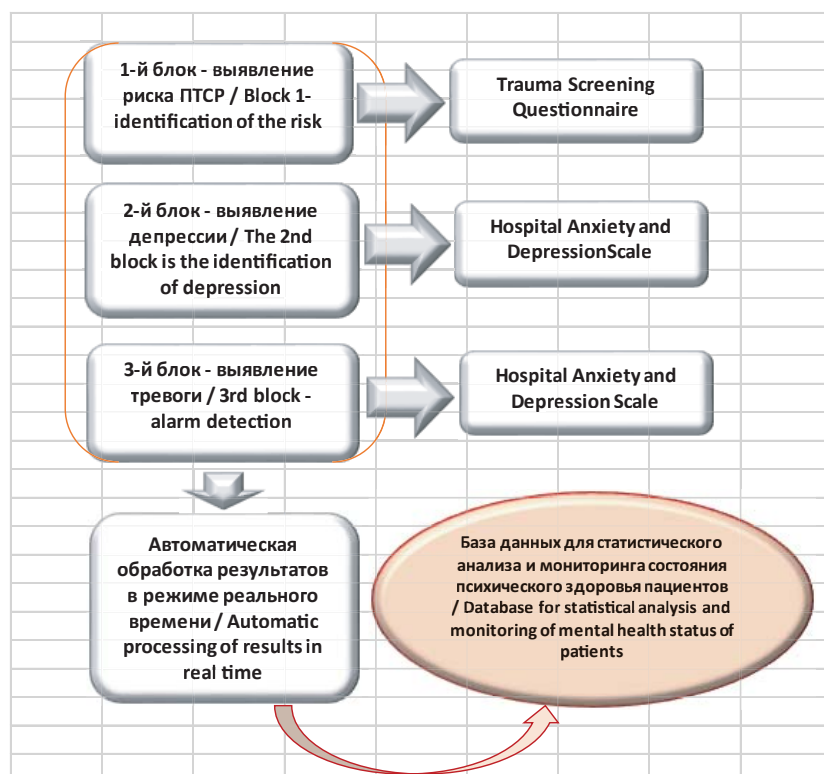 1-й блок - выявление
риска ПТСР / Block 1-
identification of the risk
Trauma Screening
Questionnaire
2-й блок - выявление
депрессии / The 2nd
block is the identification
of depression
Hospital Anxiety and
DepressionScale
3-й блок - выявление
тревоги / 3rd block -
alarm detection
Hospital Anxiety and
Depression Scale
Автоматическая
обработка результатов
в режиме реального
времени / Automatic
processing of results in
real time
База данных для статистического
анализа и мониторинга состояния
психического здоровья пациентов
/ Database for statistical analysis and
monitoring of mental health status of
patients